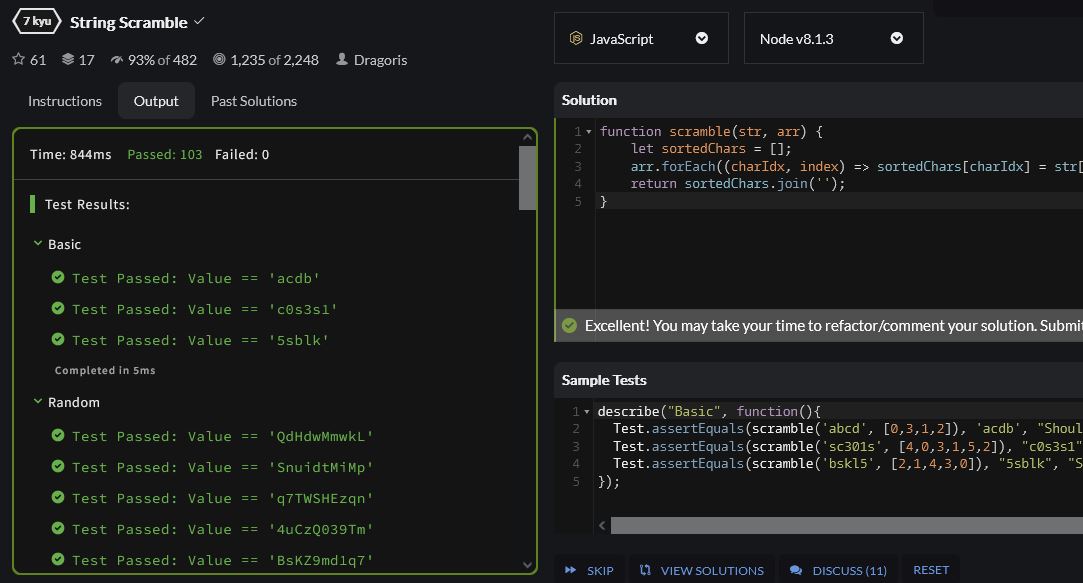 7 kyu String Scramble
61 17 93% of 482 1,235 of 2,248 Dragoris
Instructions Output Past Solutions
Time: 844ms Passed: 103 Failed: 0
Test Results:
Basic
Test Passed: Value == 'acdb'
Test Passed: Value == 'c0s3s1'
Test Passed: Value == '5sblk'
Completed in 5ms
Random
Test Passed: Value == 'QdHdwMmwkL'
Test Passed: Value == 'SnuidtMiMp'
Test Passed: Value == 'q7TWSHEzqn'
Test Passed: Value == '4uCzQ039Tm'
Test Passed: Value == 'BsKZ9md1q7'
JavaScript Node v8.1.3
Solution
1 function scramble(str, arr) {
2 let sortedChars = [];
3 arr.forEach((charIdx, index) => sortedChars[charIdx] = str[
4 return sortedChars.join('');
5 }
Excellent! You may take your time to refactor/comment your solution. Submit
Sample Tests
1 describe("Basic", function(){
2 Test.assertEquals(scramble('abcd', [0,3,1,2]), 'acdb', "Shoul
3 Test.assertEquals(scramble('sc301s', [4,0,3,1,5,2]), "c0s3s1"
4 Test.assertEquals(scramble('bskl5', [2,1,4,3,0]), "5sblk", "S
5 });
SKIP VIEW SOLUTIONS DISCUSS (11) RESET